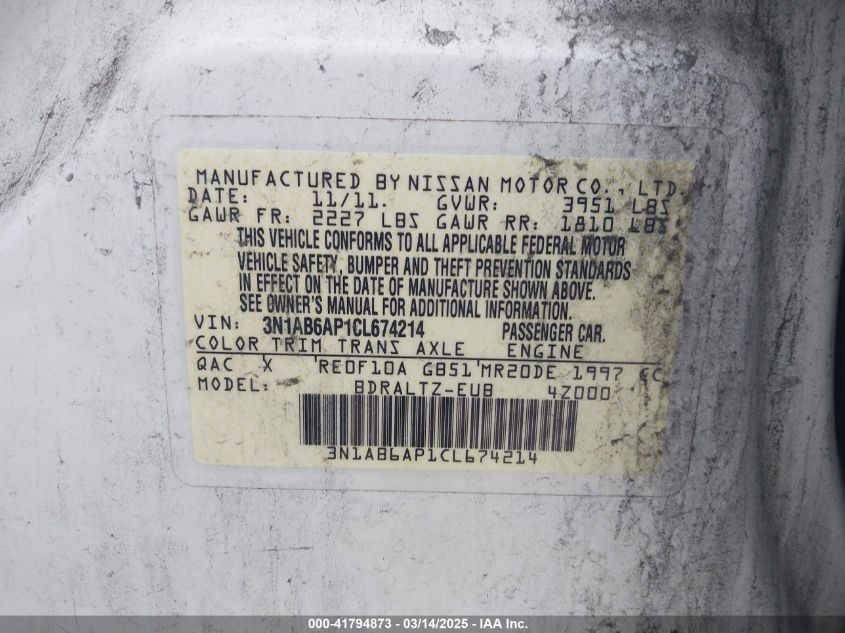 MANUFACTURED BY NISSAN MOTOR CO., LTD.
DATE: 11/11. GVWR: 3951 LBS
GAWR FR: 2227 LBS GAWR RR: 1810 LBS
THIS VEHICLE CONFORMS TO ALL APPLICABLE FEDERAL MOTOR
VEHICLE SAFETY, BUMPER AND THEFT PREVENTION STANDARDS
IN EFFECT ON THE DATE OF MANUFACTURE SHOWN ABOVE.
SEE OWNER'S MANUAL FOR ADDITIONAL INFORMATION.
VIN: 3N1AB6AP1CL674214 PASSENGER CAR.
COLOR TRIM TRANS AXLE ENGINE
QAC X RE0F10A GB51 MR20DE 1997 CC
MODEL: BDRALTZ-EUB 4Z000
3N1AB6AP1CL674214
000-41794873 - 03/14/2025 - IAA Inc.